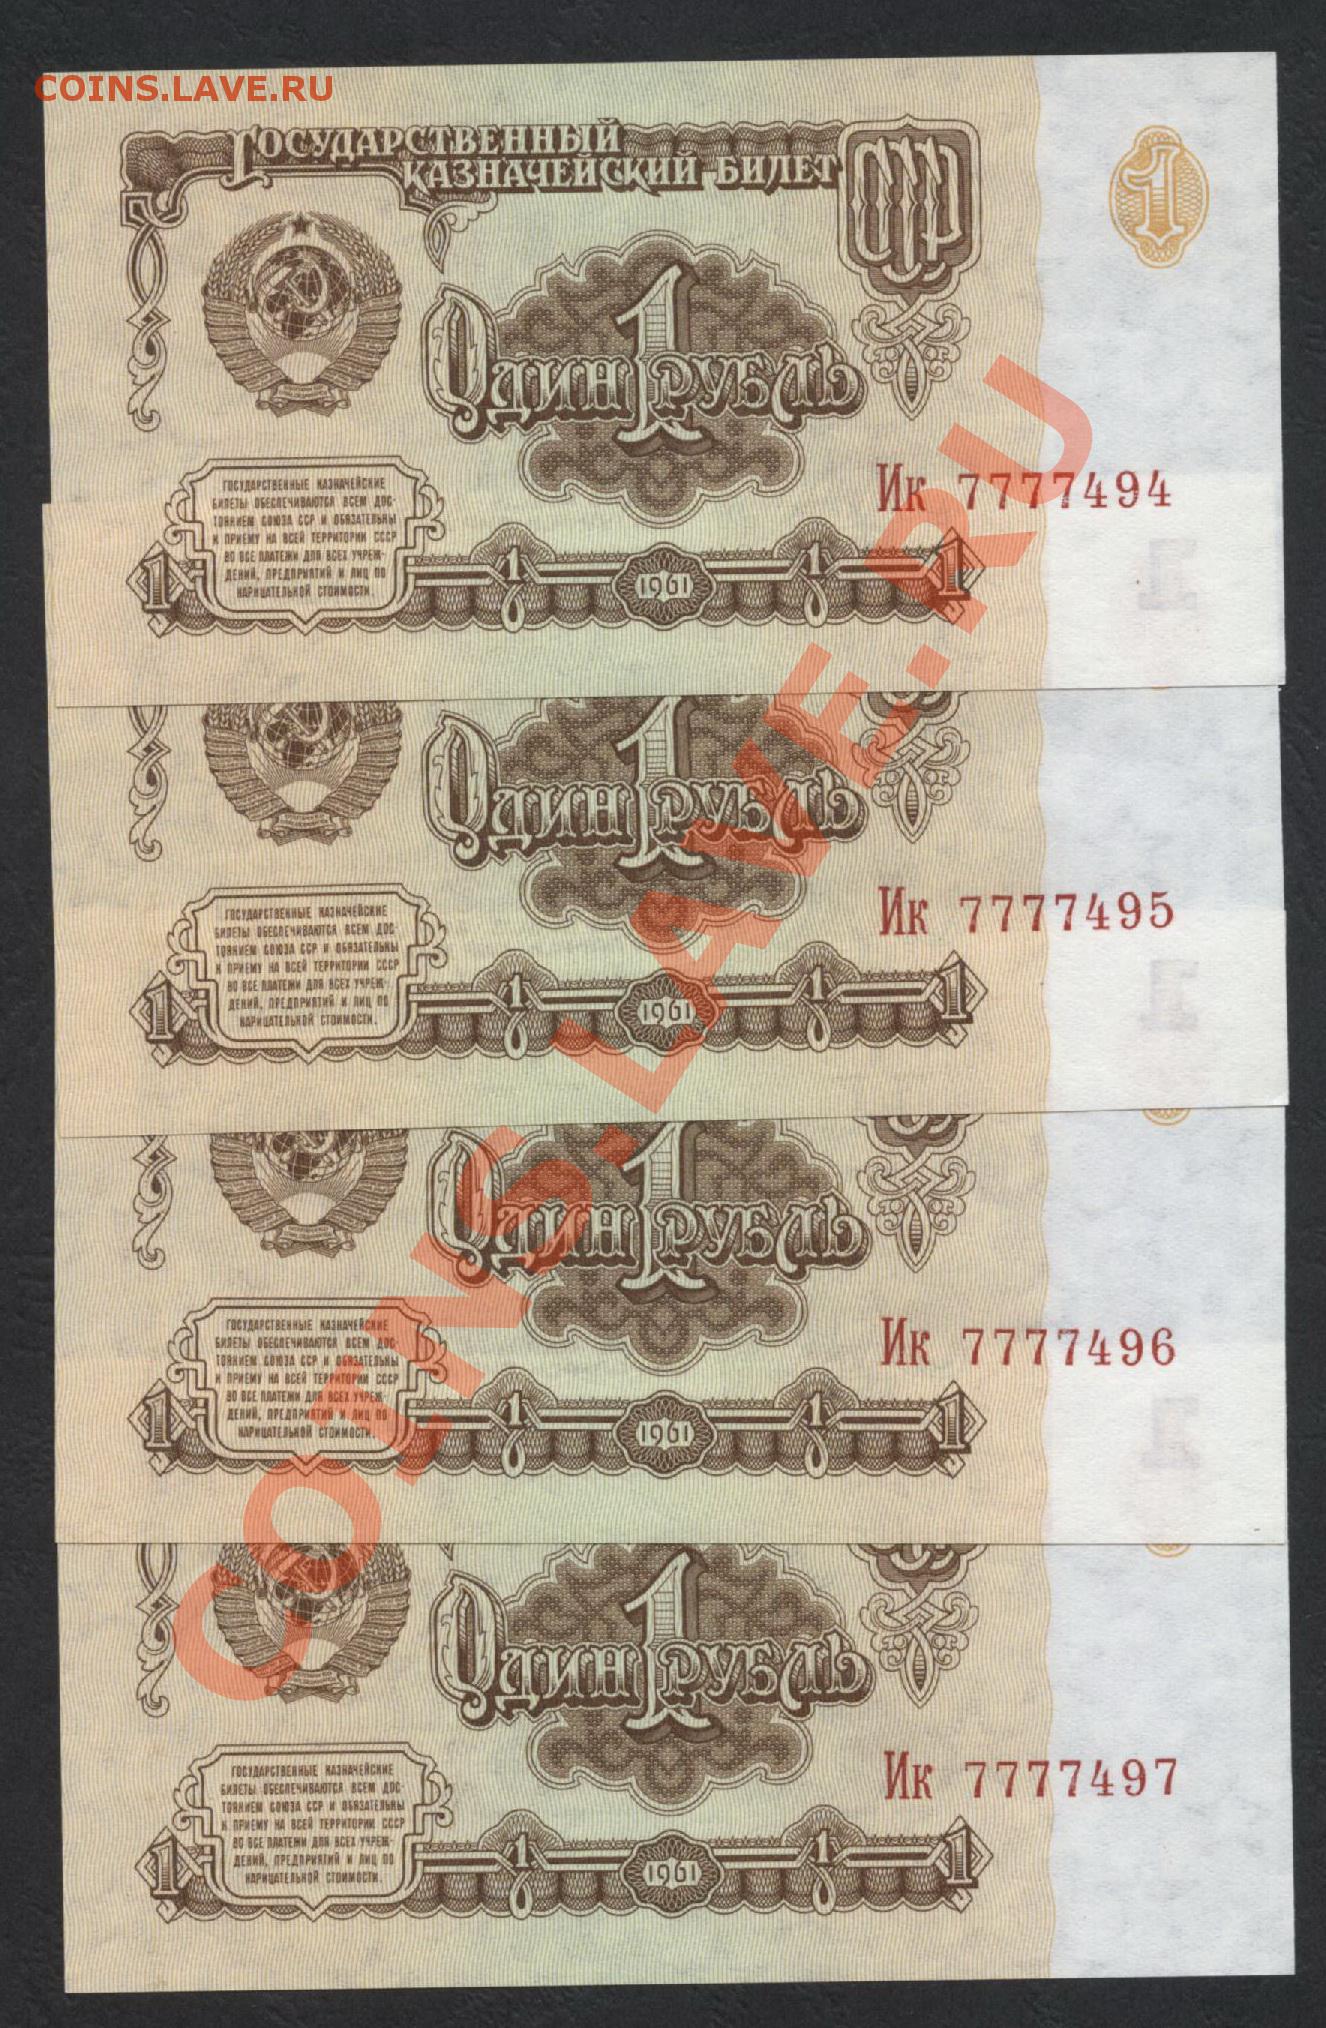 COINS.LAVE.RU
Государственный
казначейский билет
СССР
1
1
Один рубль
Ик 7777494
ГОСУДАРСТВЕННЫЕ КАЗНАЧЕЙСКИЕ
БИЛЕТЫ ОБЕСПЕЧИВАЮТСЯ ВСЕМ ДОС-
ТОЯНИЕМ СОЮЗА ССР И ОБЯЗАТЕЛЬНЫ
К ПРИЕМУ НА ВСЕЙ ТЕРРИТОРИИ СССР
ВО ВСЕ ПЛАТЕЖИ ДЛЯ ВСЕХ УЧРЕЖ-
ДЕНИЙ, ПРЕДПРИЯТИЙ И ЛИЦ ПО
НАРИЦАТЕЛЬНОЙ СТОИМОСТИ.
1 1 1961 1 1
1
Один рубль
Ик 7777495
ГОСУДАРСТВЕННЫЕ КАЗНАЧЕЙСКИЕ
БИЛЕТЫ ОБЕСПЕЧИВАЮТСЯ ВСЕМ ДОС-
ТОЯНИЕМ СОЮЗА ССР И ОБЯЗАТЕЛЬНЫ
К ПРИЕМУ НА ВСЕЙ ТЕРРИТОРИИ СССР
ВО ВСЕ ПЛАТЕЖИ ДЛЯ ВСЕХ УЧРЕЖ-
ДЕНИЙ, ПРЕДПРИЯТИЙ И ЛИЦ ПО
НАРИЦАТЕЛЬНОЙ СТОИМОСТИ.
1 1 1961 1 1
1
Один рубль
Ик 7777496
ГОСУДАРСТВЕННЫЕ КАЗНАЧЕЙСКИЕ
БИЛЕТЫ ОБЕСПЕЧИВАЮТСЯ ВСЕМ ДОС-
ТОЯНИЕМ СОЮЗА ССР И ОБЯЗАТЕЛЬНЫ
К ПРИЕМУ НА ВСЕЙ ТЕРРИТОРИИ СССР
ВО ВСЕ ПЛАТЕЖИ ДЛЯ ВСЕХ УЧРЕЖ-
ДЕНИЙ, ПРЕДПРИЯТИЙ И ЛИЦ ПО
НАРИЦАТЕЛЬНОЙ СТОИМОСТИ.
1 1 1961 1 1
1
Один рубль
Ик 7777497
ГОСУДАРСТВЕННЫЕ КАЗНАЧЕЙСКИЕ
БИЛЕТЫ ОБЕСПЕЧИВАЮТСЯ ВСЕМ ДОС-
ТОЯНИЕМ СОЮЗА ССР И ОБЯЗАТЕЛЬНЫ
К ПРИЕМУ НА ВСЕЙ ТЕРРИТОРИИ СССР
ВО ВСЕ ПЛАТЕЖИ ДЛЯ ВСЕХ УЧРЕЖ-
ДЕНИЙ, ПРЕДПРИЯТИЙ И ЛИЦ ПО
НАРИЦАТЕЛЬНОЙ СТОИМОСТИ.
1 1 1961 1 1
COINS.LAVE.RU